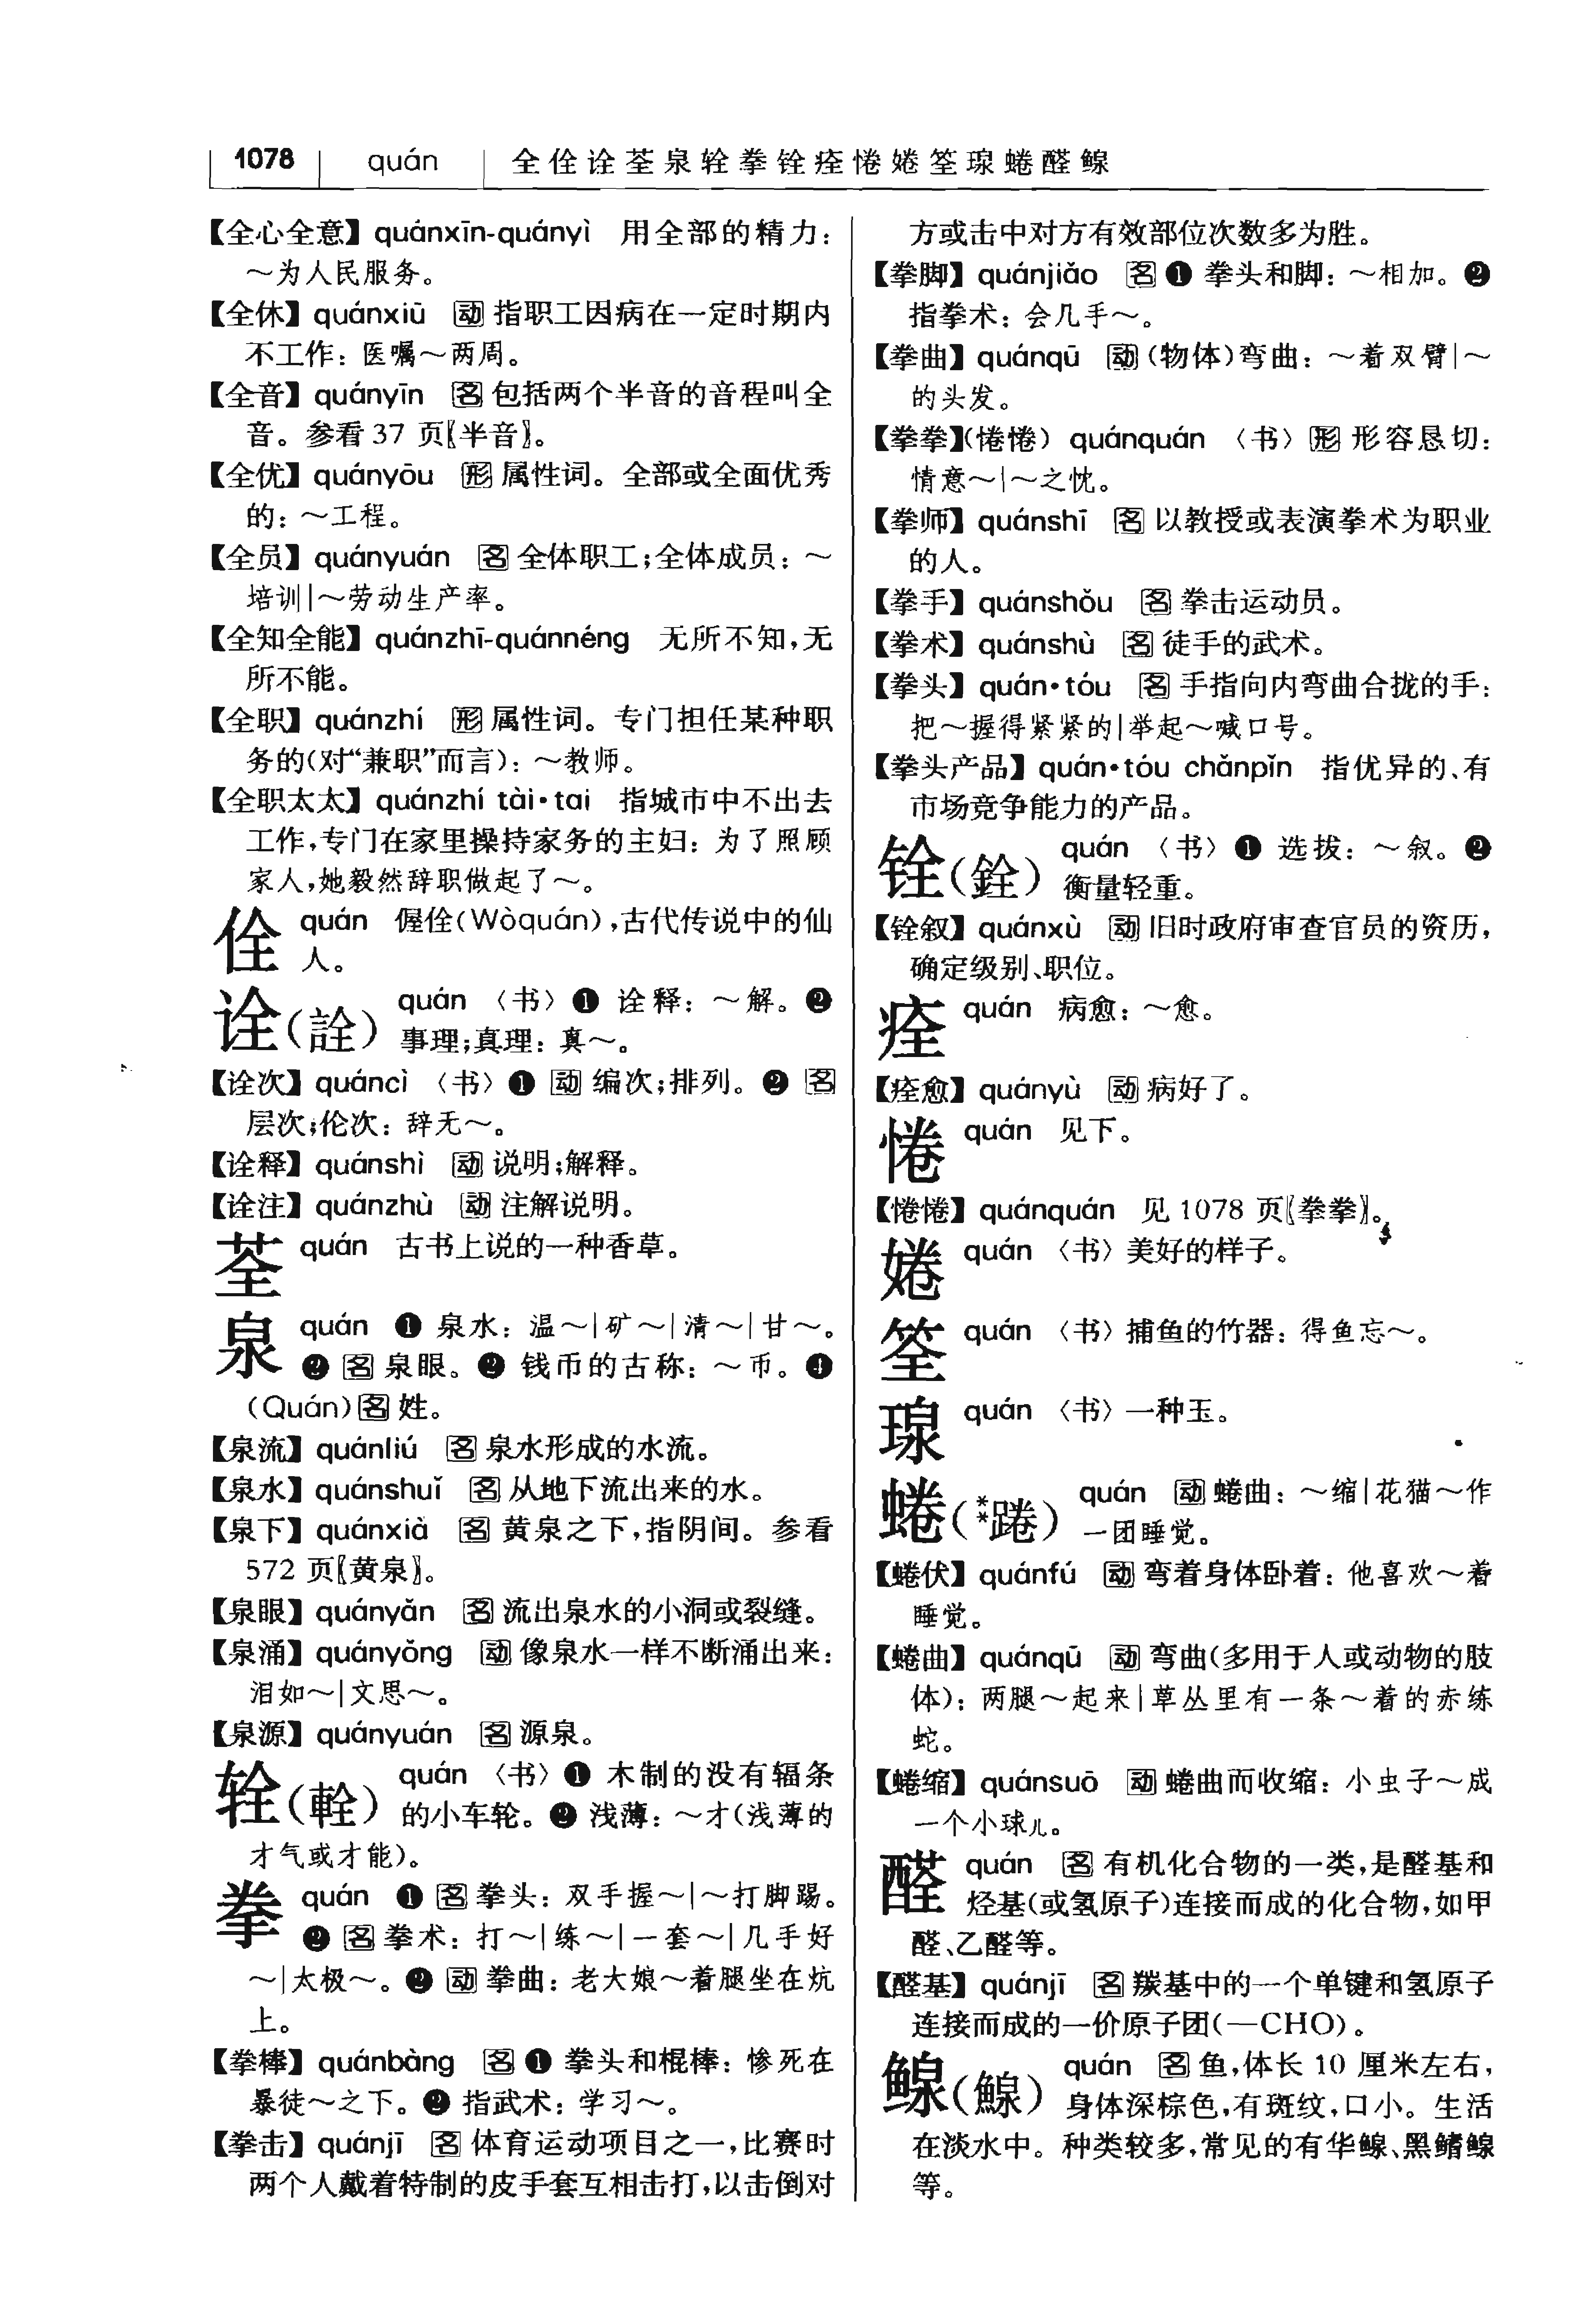 1078 quán 全佺诠荃泉辁拳铨痊惓婘筌瑔蜷醛鳈
【全心全意】quánxīn-quányì 用全部的精力：
～为人民服务。
【全休】quánxiū 动 指职工因病在一定时期内
不工作：医嘱～两周。
【全音】quányīn 名 包括两个半音的音程叫全
音。参看 37 页〖半音〗。
【全优】quányōu 形 属性词。全部或全面优秀
的：～工程。
【全员】quányuán 名 全体职工；全体成员：～
培训|～劳动生产率。
【全知全能】quánzhī-quánnéng 无所不知，无
所不能。
【全职】quánzhí 形 属性词。专门担任某种职
务的（对“兼职”而言）：～教师。
【全职太太】quánzhí tài·tai 指城市中不出去
工作，专门在家里操持家务的主妇：为了照顾
家人，她毅然辞职做起了～。
佺 quán 偓佺（Wòquán），古代传说中的仙
人。
诠（詮） quán 〈书〉❶ 诠释：～解。❷
事理；真理：真～。
【诠次】quáncì 〈书〉❶ 动 编次；排列。❷ 名
层次；伦次：辞无～。
【诠释】quánshì 动 说明；解释。
【诠注】quánzhù 动 注解说明。
荃 quán 古书上说的一种香草。
泉 quán ❶ 泉水：温～|矿～|清～|甘～。
❷ 名 泉眼。❷ 钱币的古称：～币。❹
（Quán）名 姓。
【泉流】quánliú 名 泉水形成的水流。
【泉水】quánshuǐ 名 从地下流出来的水。
【泉下】quánxià 名 黄泉之下，指阴间。参看
572 页〖黄泉〗。
【泉眼】quányǎn 名 流出泉水的小洞或裂缝。
【泉涌】quányǒng 动 像泉水一样不断涌出来：
泪如～|文思～。
【泉源】quányuán 名 源泉。
辁（輇） quán 〈书〉❶ 木制的没有辐条
的小车轮。❷ 浅薄：～才（浅薄的
才气或才能）。
拳 quán ❶ 名 拳头：双手握～|～打脚踢。
❷ 名 拳术：打～|练～|一套～|几手好
～|太极～。❷ 动 拳曲：老大娘～着腿坐在炕
上。
【拳棒】quánbàng 名 ❶ 拳头和棍棒：惨死在
暴徒～之下。❷ 指武术：学习～。
【拳击】quánjī 名 体育运动项目之一，比赛时
两个人戴着特制的皮手套互相击打，以击倒对
方或击中对方有效部位次数多为胜。
【拳脚】quánjiǎo 名 ❶ 拳头和脚：～相加。❷
指拳术：会几手～。
【拳曲】quánqū 动（物体）弯曲：～着双臂|～
的头发。
【拳拳】（惓惓）quánquán 〈书〉形 形容恳切：
情意～|～之忱。
【拳师】quánshī 名 以教授或表演拳术为职业
的人。
【拳手】quánshǒu 名 拳击运动员。
【拳术】quánshù 名 徒手的武术。
【拳头】quán·tóu 名 手指向内弯曲合拢的手：
把～握得紧紧的|举起～喊口号。
【拳头产品】quán·tóu chǎnpǐn 指优异的、有
市场竞争能力的产品。
铨（銓） quán 〈书〉❶ 选拔：～叙。❷
衡量轻重。
【铨叙】quánxù 动 旧时政府审查官员的资历，
确定级别、职位。
痊 quán 病愈：～愈。
【痊愈】quányù 动 病好了。
惓 quán 见下。
【惓惓】quánquán 见 1078 页〖拳拳〗。
婘 quán 〈书〉美好的样子。
筌 quán 〈书〉捕鱼的竹器：得鱼忘～。
瑔 quán 〈书〉一种玉。
蜷（**踡） quán 动 蜷曲：～缩|花猫～作
一团睡觉。
【蜷伏】quánfú 动 弯着身体卧着：他喜欢～着
睡觉。
【蜷曲】quánqū 动 弯曲（多用于人或动物的肢
体）：两腿～起来|草丛里有一条～着的赤练
蛇。
【蜷缩】quánsuō 动 蜷曲而收缩：小虫子～成
一个小球儿。
醛 quán 名 有机化合物的一类，是醛基和
烃基（或氢原子）连接而成的化合物，如甲
醛、乙醛等。
【醛基】quánjī 名 羰基中的一个单键和氢原子
连接而成的一价原子团（—CHO）。
鳈（鰁） quán 名 鱼，体长 10 厘米左右，
身体深棕色，有斑纹，口小。生活
在淡水中。种类较多，常见的有华鳈、黑鳍鳈
等。